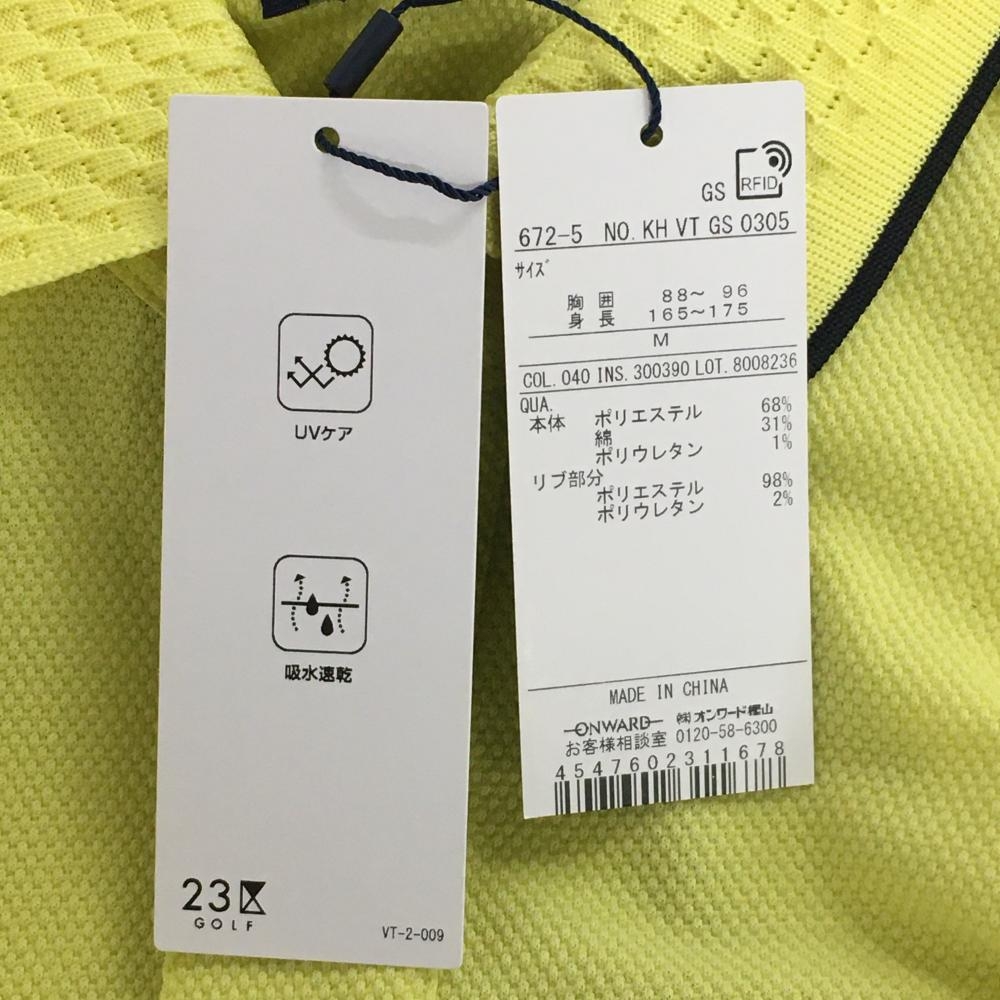 UVケア
吸水速乾
23区
GOLF
VT-2-009
GS RFID
672-5 NO. KH VT GS 0305
サイズ
胸囲 88～ 96
身長 165～175
M
COL. 040 INS. 300390 LOT. 8008236
QUA.
本体 ポリエステル 68%
綿 31%
ポリウレタン 1%
リブ部分
ポリエステル 98%
ポリウレタン 2%
MADE IN CHINA
ONWARD ㈱オンワード樫山
お客様相談室 0120-58-6300
4547602311678